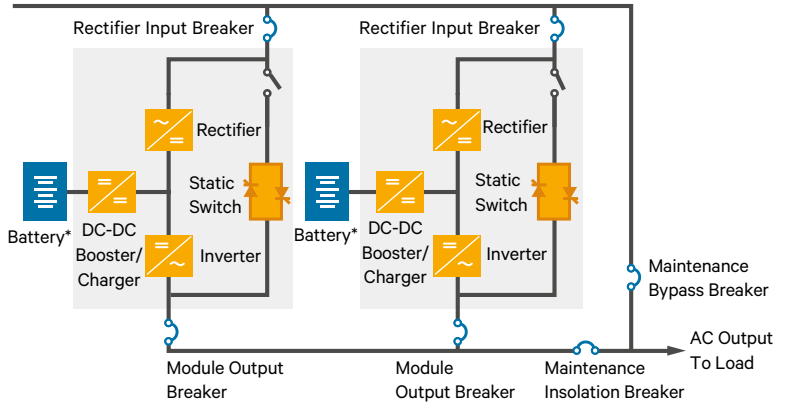 Rectifier Input Breaker
Rectifier Input Breaker
Rectifier
Rectifier
Static
Switch
Static
Switch
Battery*
DC-DC
Booster/
Charger
Inverter
Battery*
DC-DC
Booster/
Charger
Inverter
Maintenance
Bypass Breaker
AC Output
To Load
Module Output
Breaker
Module
Output Breaker
Maintenance
Insolation Breaker